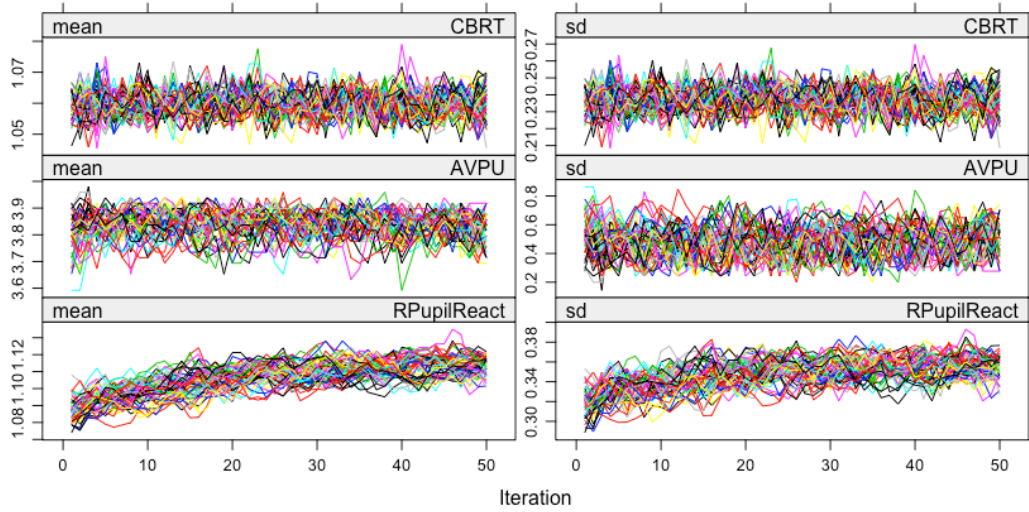 mean CBRT sd CBRT
1.07 1.05
0.27 0.25 0.23 0.21
mean AVPU sd AVPU
3.9 3.8 3.7 3.6
0.8 0.6 0.4 0.2
mean RPupilReact sd RPupilReact
1.12 1.10 1.08
0.38 0.34 0.30
0 10 20 30 40 50 0 10 20 30 40 50
Iteration